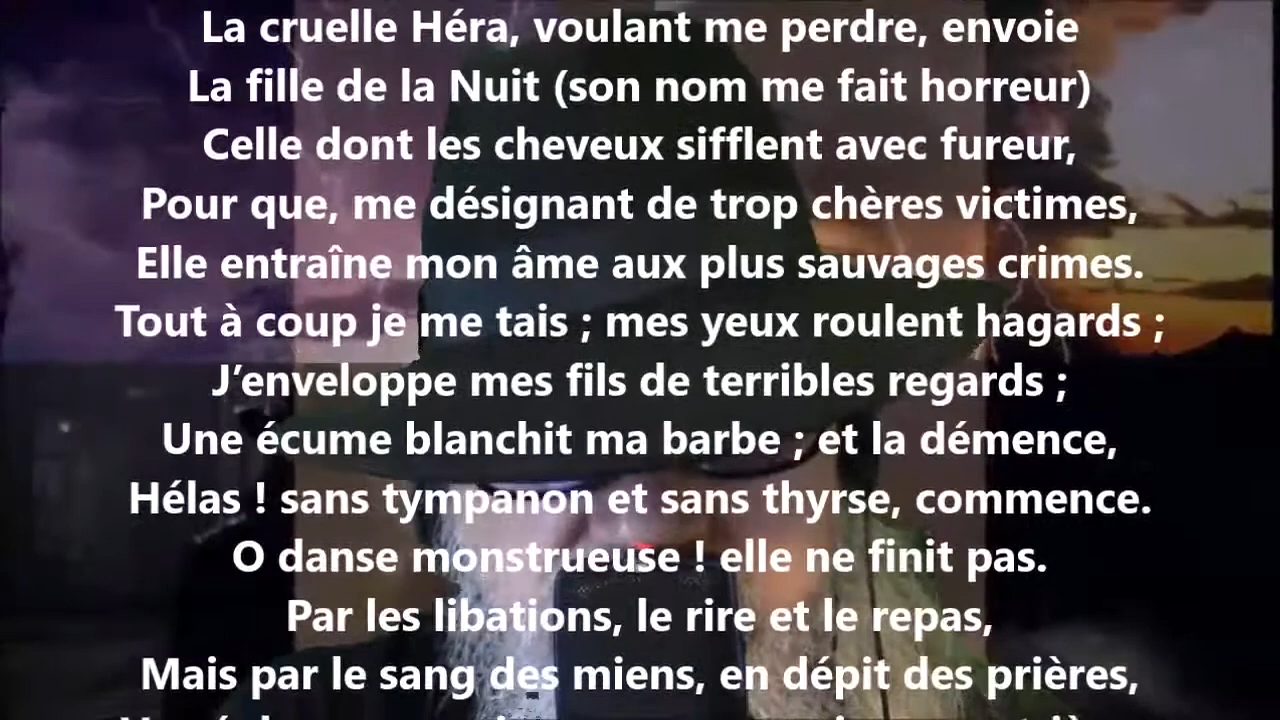 La cruelle Héra, voulant me perdre, envoie
La fille de la Nuit (son nom me fait horreur)
Celle dont les cheveux sifflent avec fureur,
Pour que, me désignant de trop chères victimes,
Elle entraîne mon âme aux plus sauvages crimes.
Tout à coup je me tais ; mes yeux roulent hagards ;
J’enveloppe mes fils de terribles regards ;
Une écume blanchit ma barbe ; et la démence,
Hélas ! sans tympanon et sans thyrse, commence.
O danse monstrueuse ! elle ne finit pas.
Par les libations, le rire et le repas,
Mais par le sang des miens, en dépit des prières,